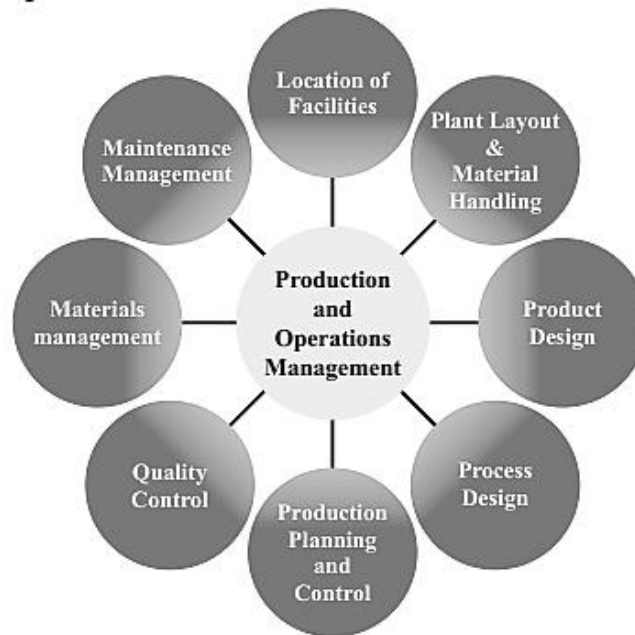 Location of
Facilities
Plant Layout
&
Material
Handling
Product
Design
Process
Design
Production
Planning
and
Control
Quality
Control
Materials
management
Maintenance
Management
Production
and
Operations
Management